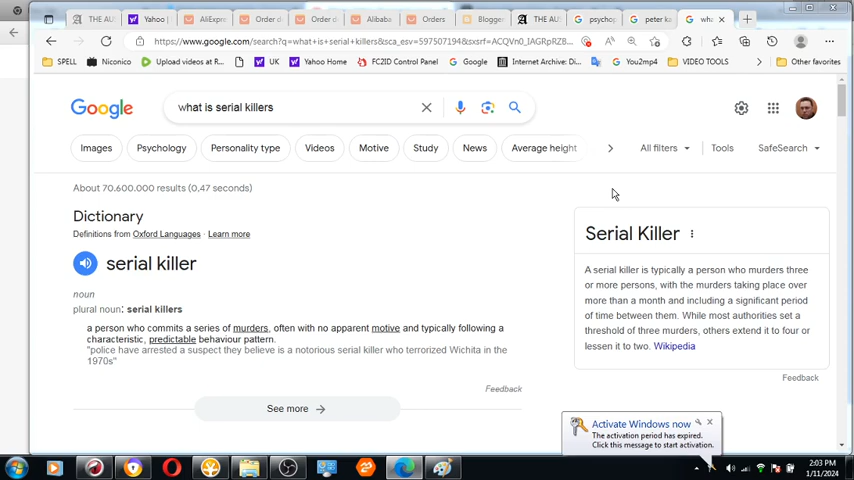 THE AU
Yahoo |
AliExpre
Order d
Order d
Alibaba
Orders
Blogge
THE AU
psychop
peter ka
wha
https://www.google.com/search?q=what+is+serial+killers&sca_esv=597507194&sxsrf=ACQVn0_IAGRpRZB...
SPELL
Niconico
Upload videos at R...
UK
Yahoo Home
FCZID Control Panel
Google
Internet Archive: Di...
You2mp4
VIDEO TOOLS
Other favorites
Google
what is serial killers
Images
Psychology
Personality type
Videos
Motive
Study
News
Average height
All filters
Tools
SafeSearch
About 70.600.000 results (0,47 seconds)
Dictionary
Definitions from Oxford Languages · Learn more
serial killer
noun
plural noun: serial killers
a person who commits a series of murders, often with no apparent motive and typically following a
characteristic, predictable behaviour pattern.
"police have arrested a suspect they believe is a notorious serial killer who terrorized Wichita in the
1970s"
Feedback
See more
Serial Killer
A serial killer is typically a person who murders three
or more persons, with the murders taking place over
more than a month and including a significant period
of time between them. While most authorities set a
threshold of three murders, others extend it to four or
lessen it to two. Wikipedia
Feedback
Activate Windows now
The activation period has expired.
Click this message to start activation.
2:03 PM
1/11/2024